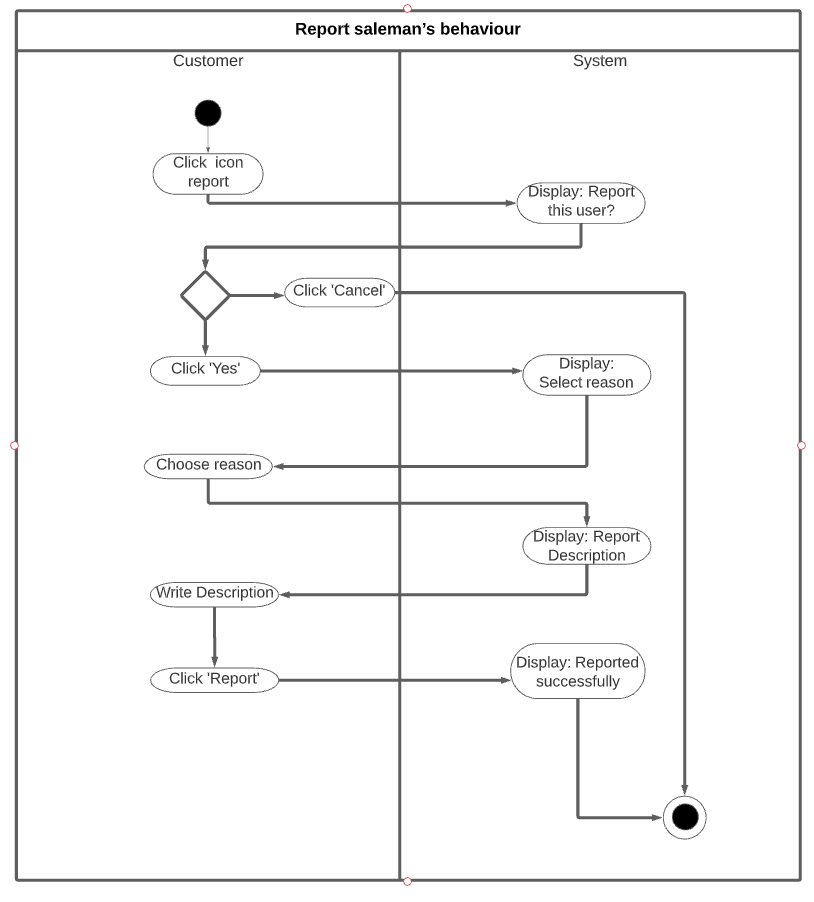 Report saleman's behaviour
Customer
System
Click icon
report
Display: Report
this user?
Click 'Cancel'
Click 'Yes'
Display:
Select reason
Choose reason
Display: Report
Description
Write Description
Click 'Report'
Display: Reported
successfully